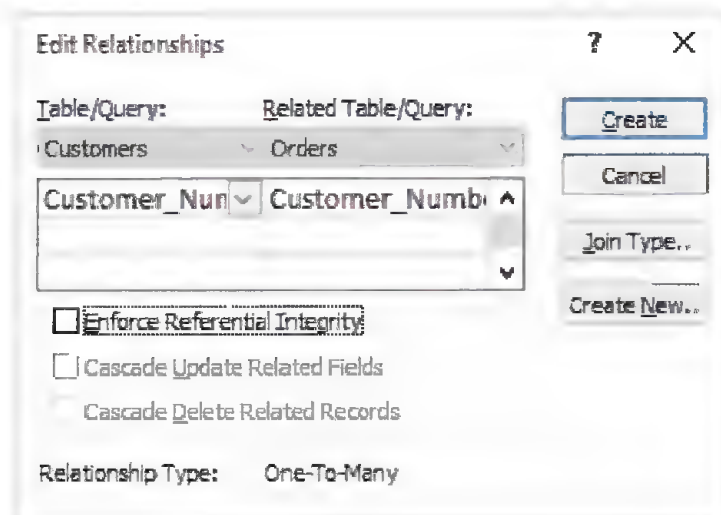 Edit Relationships ? X
Table/Query: Related Table/Query:
Customers Orders
Customer_Nun Customer_Numb
Create
Cancel
Join Type..
Create New..
Enforce Referential Integrity
Cascade Update Related Fields
Cascade Delete Related Records
Relationship Type: One-To-Many